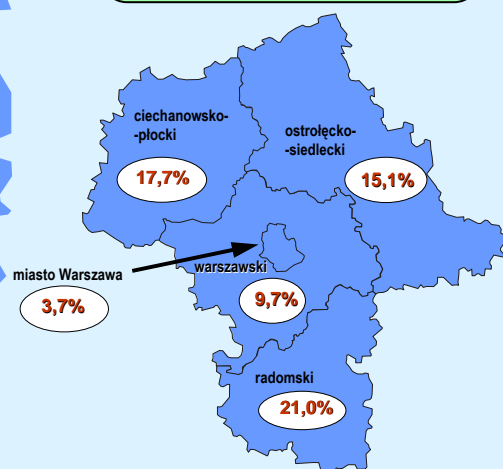 ciechanowsko-
-płocki
17,7%
ostrołęcko-
-siedlecki
15,1%
miasto Warszawa
3,7%
warszawski
9,7%
radomski
21,0%